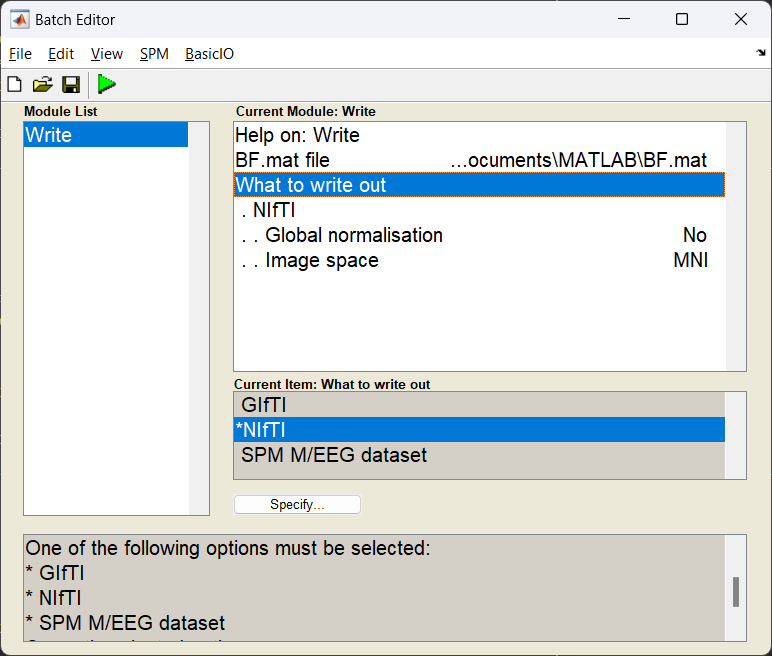 Batch Editor
File Edit View SPM BasicIO
Module List
Write
Current Module: Write
Help on: Write
BF.mat file ...ocuments\MATLAB\BF.mat
What to write out
. NIfTI
. . Global normalisation No
. . Image space MNI
Current Item: What to write out
GIfTI
*NIfTI
SPM M/EEG dataset
Specify...
One of the following options must be selected:
* GIfTI
* NIfTI
* SPM M/EEG dataset